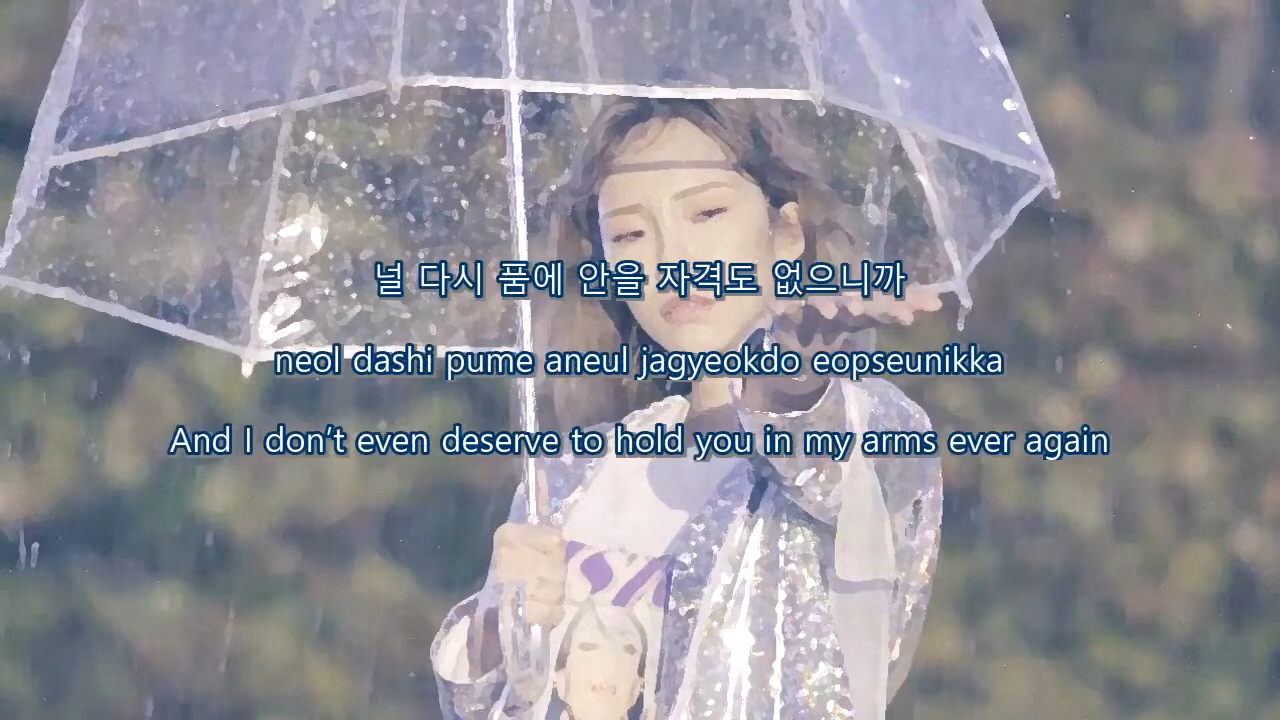 널 다시 품에 안을 자격도 없으니까
neol dashi pume aneul jagyeokdo eopseunikka
And I don’t even deserve to hold you in my arms ever again